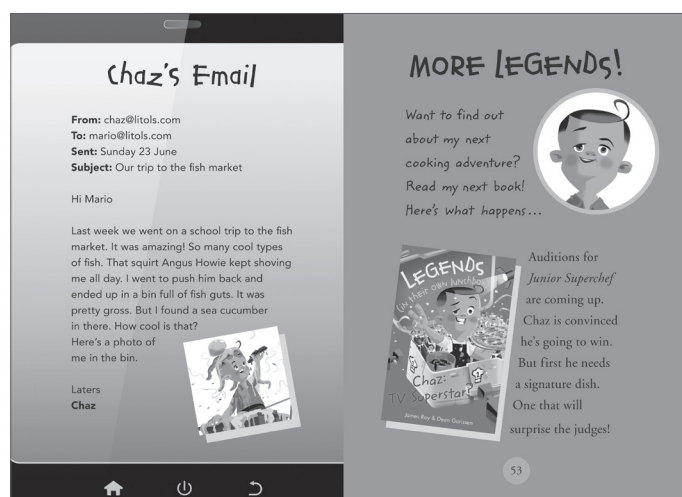 Chaz's Email
From: chaz@litols.com
To: mario@litols.com
Sent: Sunday 23 June
Subject: Our trip to the fish market
Hi Mario
Last week we went on a school trip to the fish
market. It was amazing! So many cool types
of fish. That squirt Angus Howie kept shoving
me all day. I went to push him back and
ended up in a bin full of fish guts. It was
pretty gross. But I found a sea cucumber
in there. How cool is that?
Here's a photo of
me in the bin.
Laters
Chaz
MORE LEGENDS!
Want to find out
about my next
cooking adventure?
Read my next book!
Here's what happens...
LEGENDS
in their own lunchbox
Chaz:
TV Superstar?
James Roy & Dean Gorissen
Auditions for
Junior Superchef
are coming up.
Chaz is convinced
he's going to win.
But first he needs
a signature dish.
One that will
surprise the judges!
53